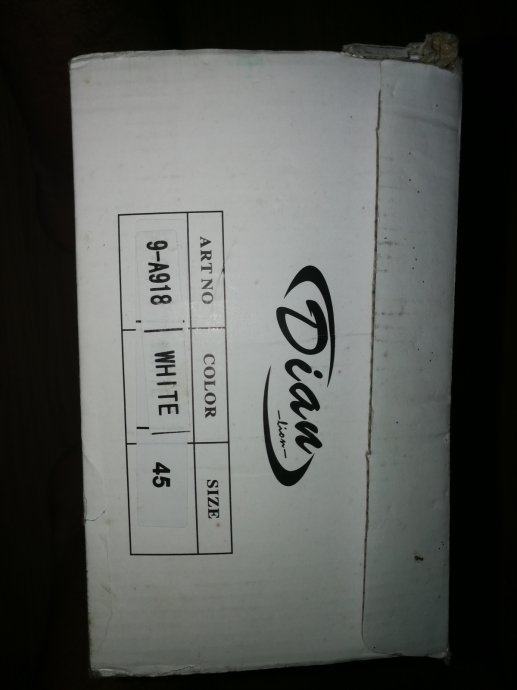 Dian
-lion-
ART NO COLOR SIZE
9-A918 WHITE 45